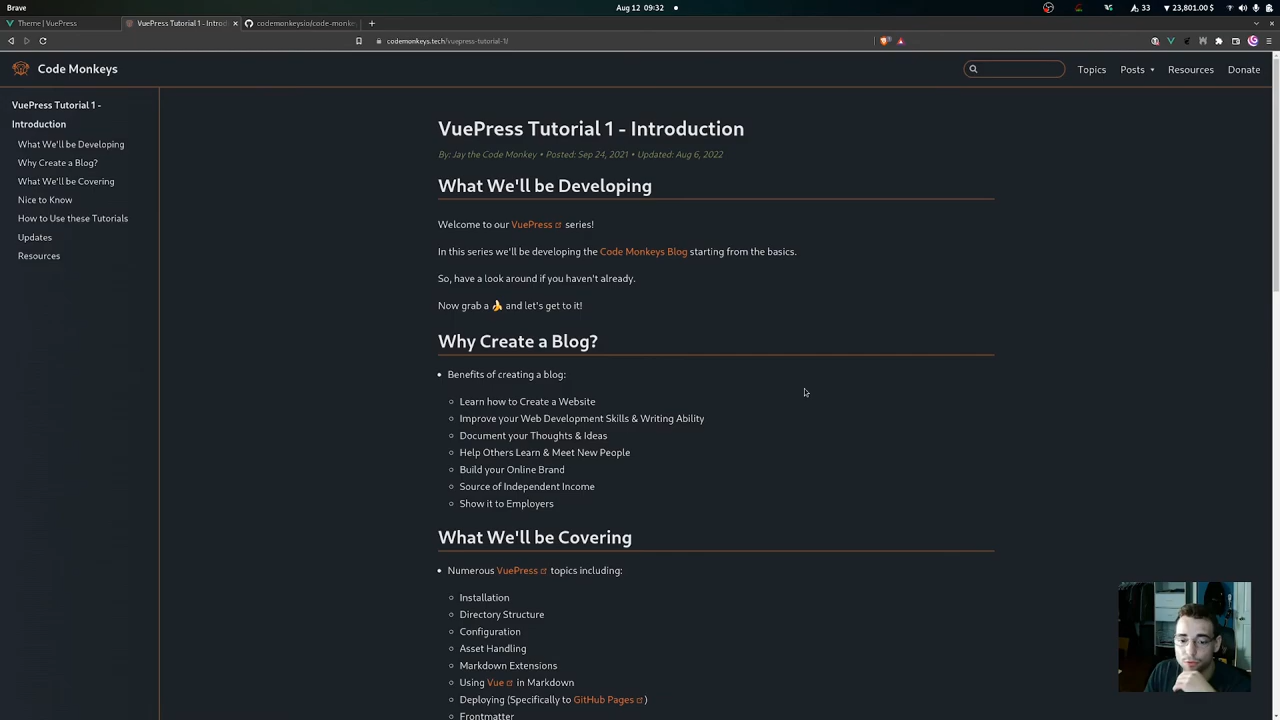 Brave
Aug 12 09:32
33
23,801.00 $
Theme | VuePress
VuePress Tutorial 1 - Introd
codemonkeysio/code-monke
codemonkeys.tech/vuepress-tutorial-1/
Code Monkeys
Topics
Posts
Resources
Donate
VuePress Tutorial 1 -
Introduction
What We'll be Developing
Why Create a Blog?
What We'll be Covering
Nice to Know
How to Use these Tutorials
Updates
Resources
VuePress Tutorial 1 - Introduction
By: Jay the Code Monkey • Posted: Sep 24, 2021 • Updated: Aug 6, 2022
What We'll be Developing
Welcome to our VuePress series!
In this series we'll be developing the Code Monkeys Blog starting from the basics.
So, have a look around if you haven't already.
Now grab a 🍌 and let's get to it!
Why Create a Blog?
Benefits of creating a blog:
Learn how to Create a Website
Improve your Web Development Skills & Writing Ability
Document your Thoughts & Ideas
Help Others Learn & Meet New People
Build your Online Brand
Source of Independent Income
Show it to Employers
What We'll be Covering
Numerous VuePress topics including:
Installation
Directory Structure
Configuration
Asset Handling
Markdown Extensions
Using Vue in Markdown
Deploying (Specifically to GitHub Pages)
Frontmatter